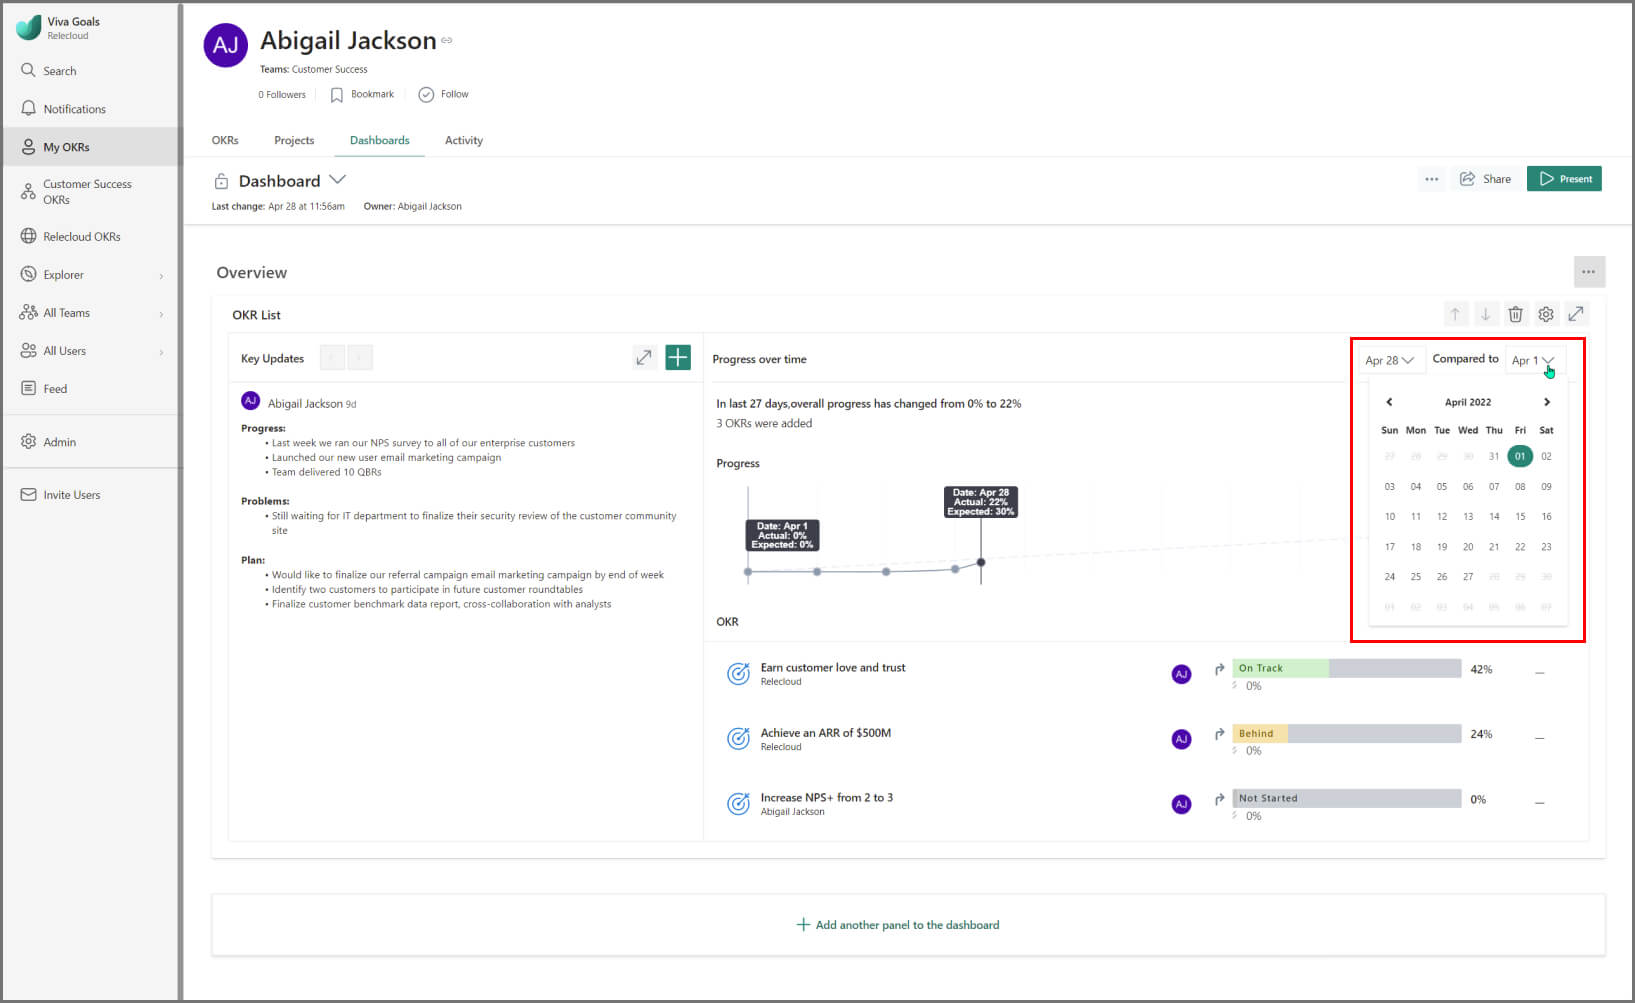 Viva Goals
Relecloud
Search
Notifications
My OKRs
Customer Success
OKRs
Relecloud OKRs
Explorer
All Teams
All Users
Feed
Admin
Invite Users
AJ
Abigail Jackson
Teams: Customer Success
0 Followers
Bookmark
Follow
OKRs
Projects
Dashboards
Activity
Dashboard
Last change: Apr 28 at 11:56am
Owner: Abigail Jackson
Share
Present
Overview
OKR List
Key Updates
AJ
Abigail Jackson 9d
Progress:
• Last week we ran our NPS survey to all of our enterprise customers
• Launched our new user email marketing campaign
• Team delivered 10 QBRs
Problems:
• Still waiting for IT department to finalize their security review of the customer community
site
Plan:
• Would like to finalize our referral campaign email marketing campaign by end of week
• Identify two customers to participate in future customer roundtables
• Finalize customer benchmark data report, cross-collaboration with analysts
Progress over time
Apr 28
Compared to
Apr 1
In last 27 days,overall progress has changed from 0% to 22%
3 OKRs were added
Progress
Date: Apr 1
Actual: 0%
Expected: 0%
Date: Apr 28
Actual: 22%
Expected: 30%
April 2022
Sun Mon Tue Wed Thu Fri Sat
27 28 29 30 31 01 02
03 04 05 06 07 08 09
10 11 12 13 14 15 16
17 18 19 20 21 22 23
24 25 26 27 28 29 30
01 02 03 04 05 06 07
OKR
Earn customer love and trust
Relecloud
AJ
On Track
42%
0%
Achieve an ARR of $500M
Relecloud
AJ
Behind
24%
0%
Increase NPS+ from 2 to 3
Abigail Jackson
AJ
Not Started
0%
0%
Add another panel to the dashboard